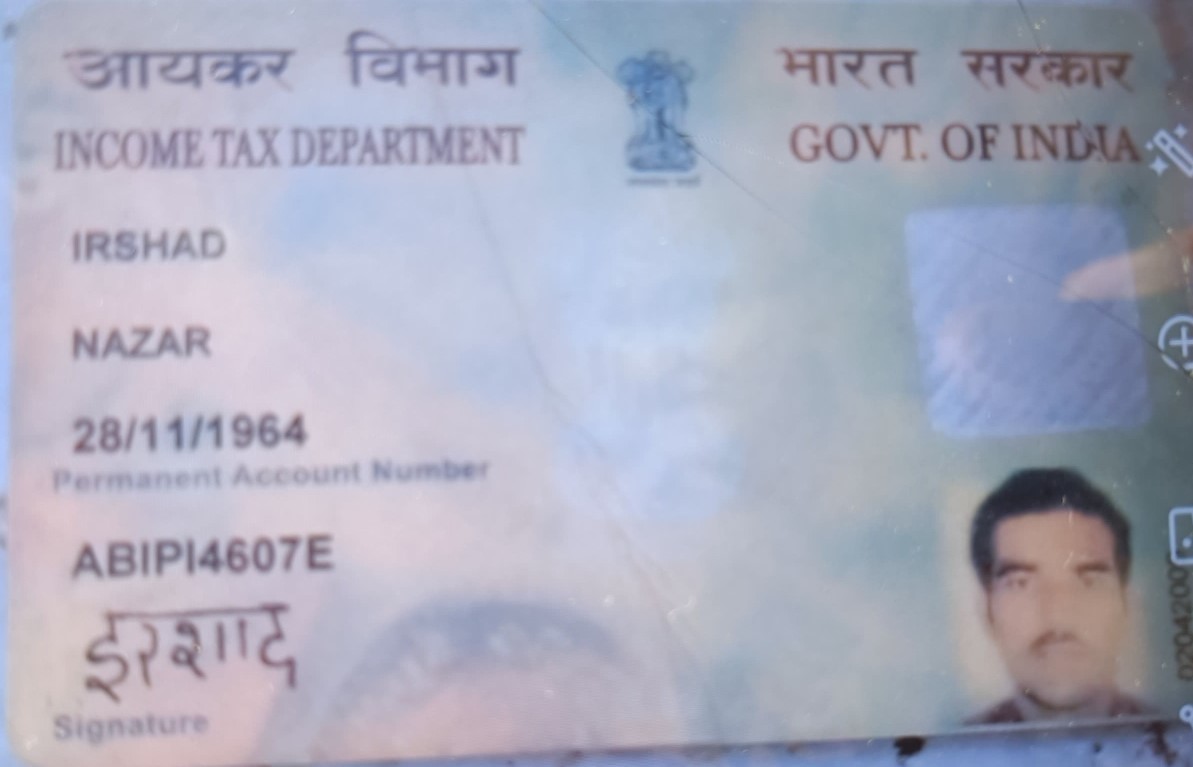 आयकर विभाग
भारत सरकार
INCOME TAX DEPARTMENT
GOVT. OF INDIA
IRSHAD
NAZAR
28/11/1964
Permanent Account Number
ABIPI4607E
इरशाद
Signature